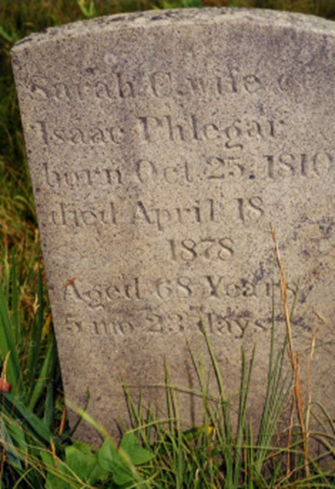 Sarah C. wife of
Isaac Phlegar
born Oct. 25. 1810
died April 18
1878
Aged 68 Years
5 mo 23 days